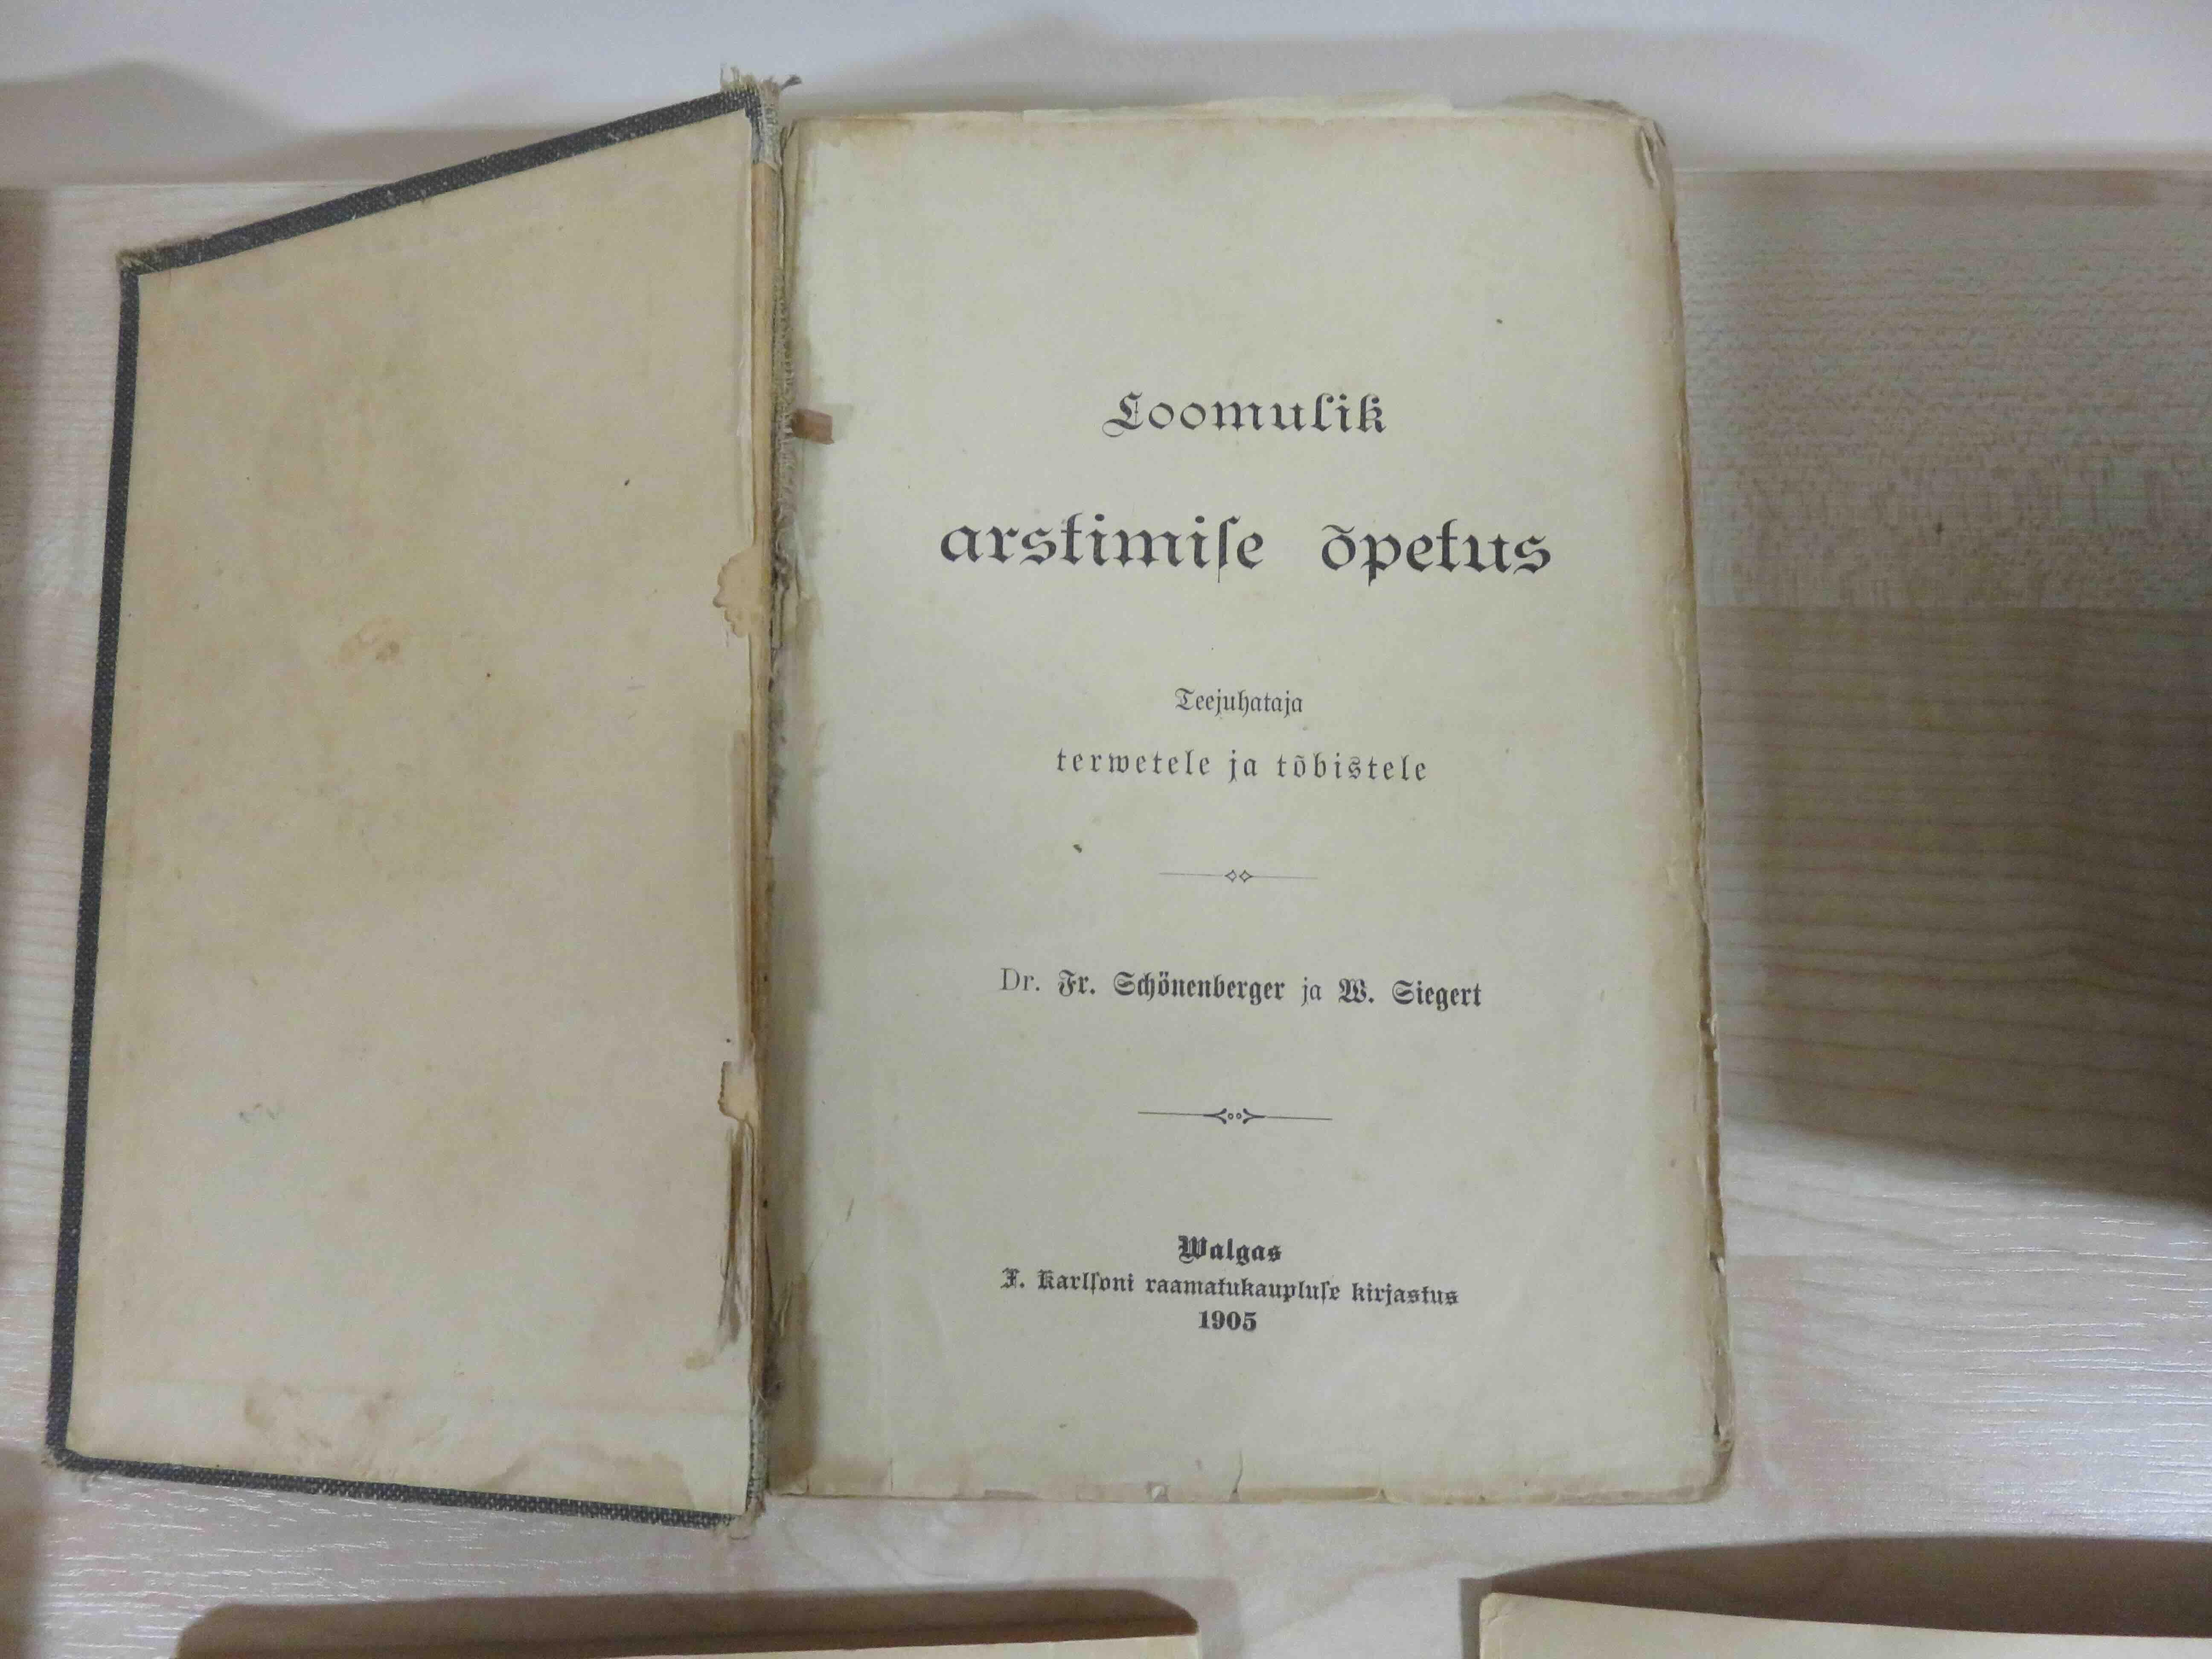 Loomulik
arstimiſe õpetus
Teejuhataja
terwetele ja tõbistele
Dr. Fr. Schönenberger ja W. Siegert
Walgas
F. Karlſoni raamatukaupluſe kirjastus
1905